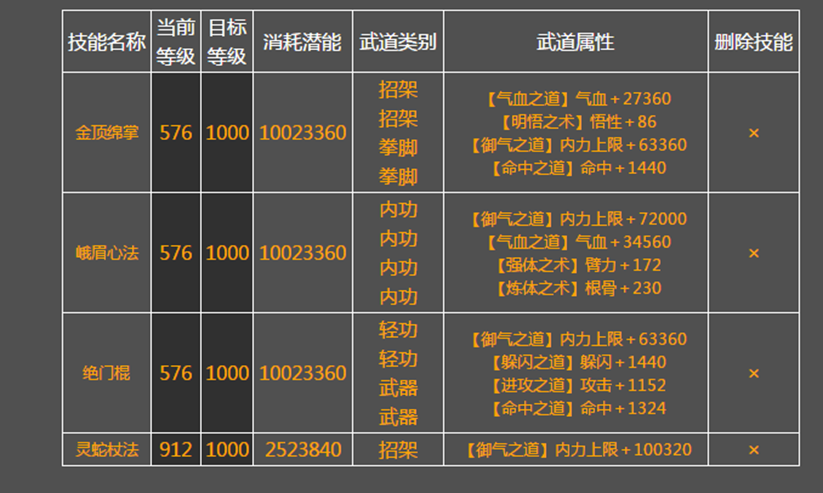 技能名称 当前等级 目标等级 消耗潜能 武道类别 武道属性 删除技能
金顶绵掌 576 1000 10023360 招架 招架 拳脚 拳脚
【气血之道】气血+27360
【明悟之术】悟性+86
【御气之道】内力上限+63360
【命中之道】命中+1440
×
峨眉心法 576 1000 10023360 内功 内功 内功 内功
【御气之道】内力上限+72000
【气血之道】气血+34560
【强体之术】臂力+172
【炼体之术】根骨+230
×
绝门棍 576 1000 10023360 轻功 轻功 武器 武器
【御气之道】内力上限+63360
【躲闪之道】躲闪+1440
【进攻之道】攻击+1152
【命中之道】命中+1324
×
灵蛇杖法 912 1000 2523840 招架 【御气之道】内力上限+100320 ×